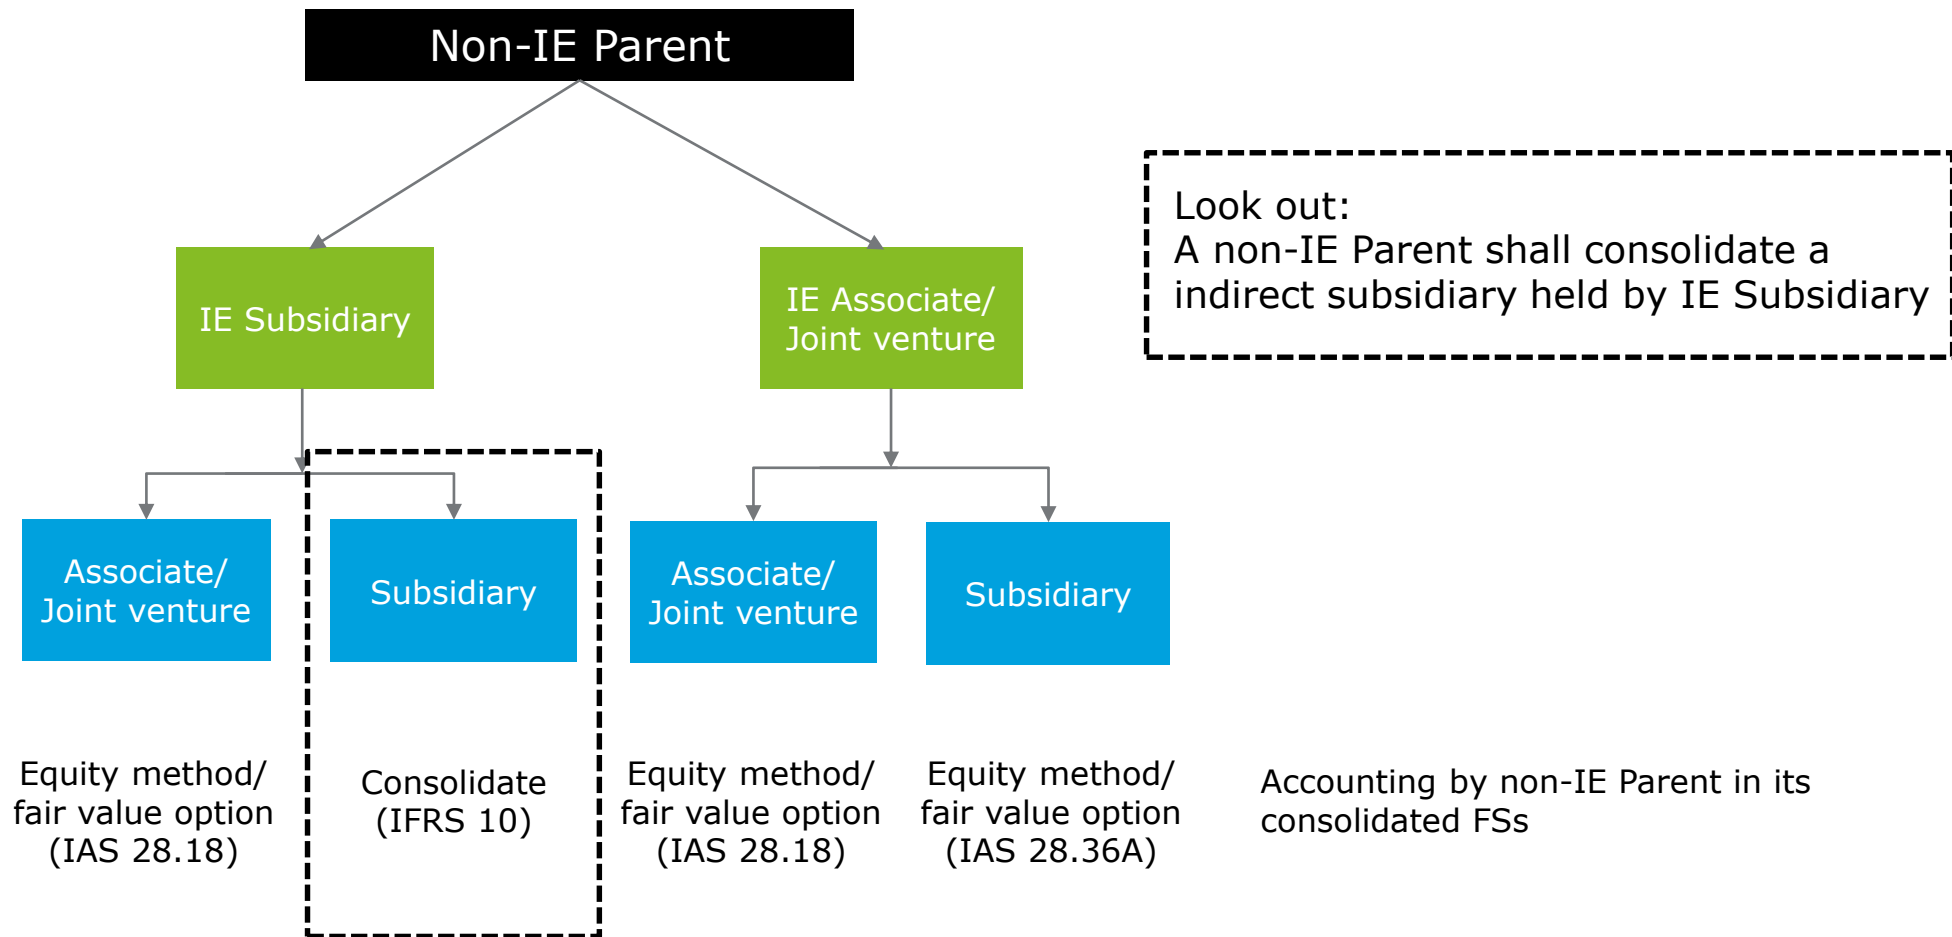 Non-IE Parent
Look out:
A non-IE Parent shall consolidate a
indirect subsidiary held by IE Subsidiary
IE Subsidiary
IE Associate/
Joint venture
Associate/
Joint venture
Subsidiary
Associate/
Joint venture
Subsidiary
Equity method/
fair value option
(IAS 28.18)
Consolidate
(IFRS 10)
Equity method/
fair value option
(IAS 28.18)
Equity method/
fair value option
(IAS 28.36A)
Accounting by non-IE Parent in its
consolidated FSs